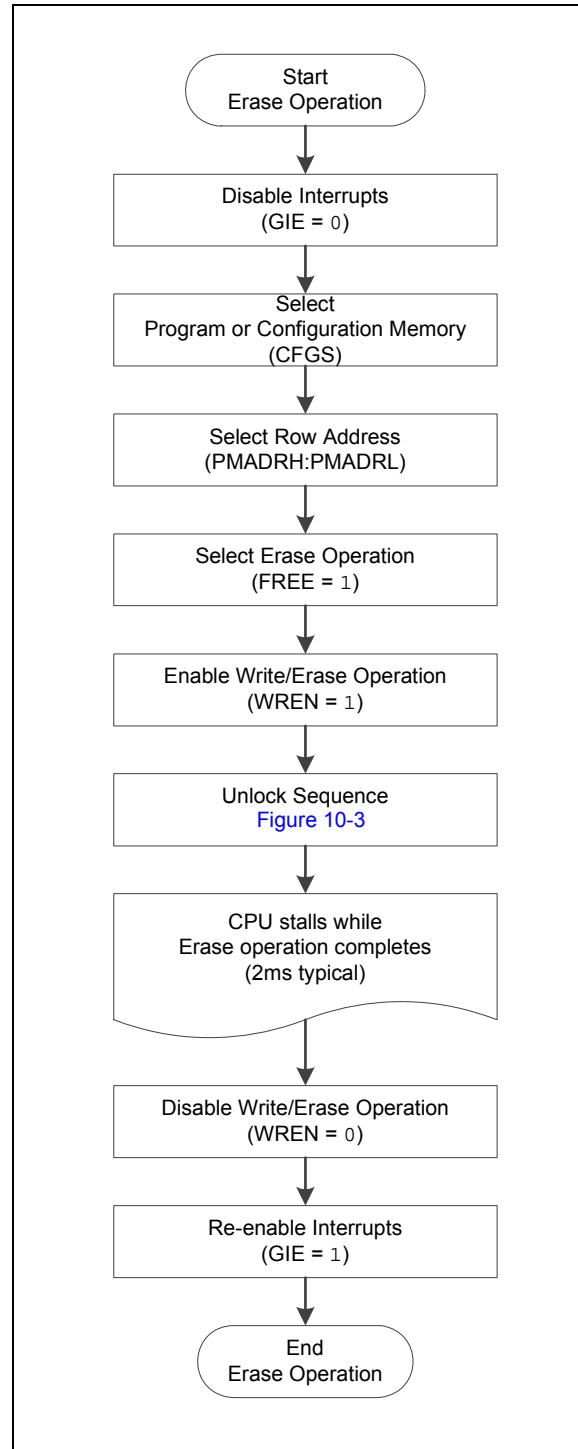 Start
Erase Operation
Disable Interrupts
(GIE = 0)
Select
Program or Configuration Memory
(CFGS)
Select Row Address
(PMADRH:PMADRL)
Select Erase Operation
(FREE = 1)
Enable Write/Erase Operation
(WREN = 1)
Unlock Sequence
Figure 10-3
CPU stalls while
Erase operation completes
(2ms typical)
Disable Write/Erase Operation
(WREN = 0)
Re-enable Interrupts
(GIE = 1)
End
Erase Operation